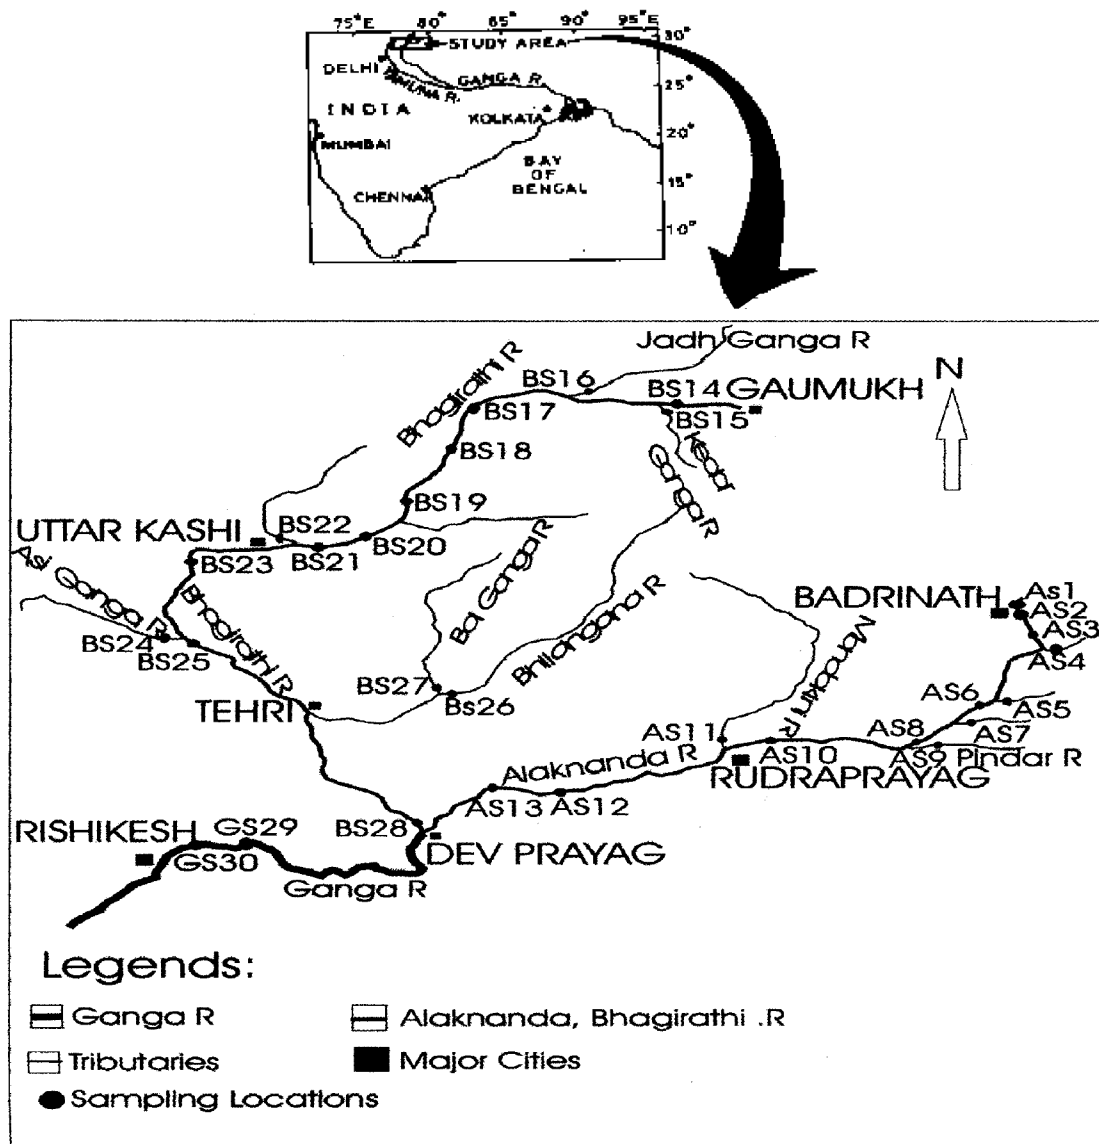 75°E 80° 85° 90° 95°E
30°
STUDY AREA
DELHI
GANGA R.
YAMUNA R.
25°
INDIA
KOLKATA
20°
MUMBAI
BAY
OF
BENGAL
15°
CHENNAI
10°
Jadh Ganga R
N
Bhagirathi R
BS16
BS14
GAUMUKH
BS17
BS15
BS18
Kedar
Ganga R
BS19
UTTAR KASHI
BS22
BS20
BS21
BS23
Asi Ganga R
Bhagirathi R
Bal Ganga R
Bhilangana R
BADRINATH
As1
AS2
AS3
AS4
Mandakini R
BS24
BS25
BS27
Bs26
TEHRI
AS6
AS5
AS11
AS8
AS7
AS10
AS9 Pindar R
RUDRAPRAYAG
Alaknanda R
AS13
AS12
BS28
DEV PRAYAG
RISHIKESH
GS29
GS30
Ganga R
Legends:
Ganga R
Alaknanda, Bhagirathi .R
Tributaries
Major Cities
Sampling Locations